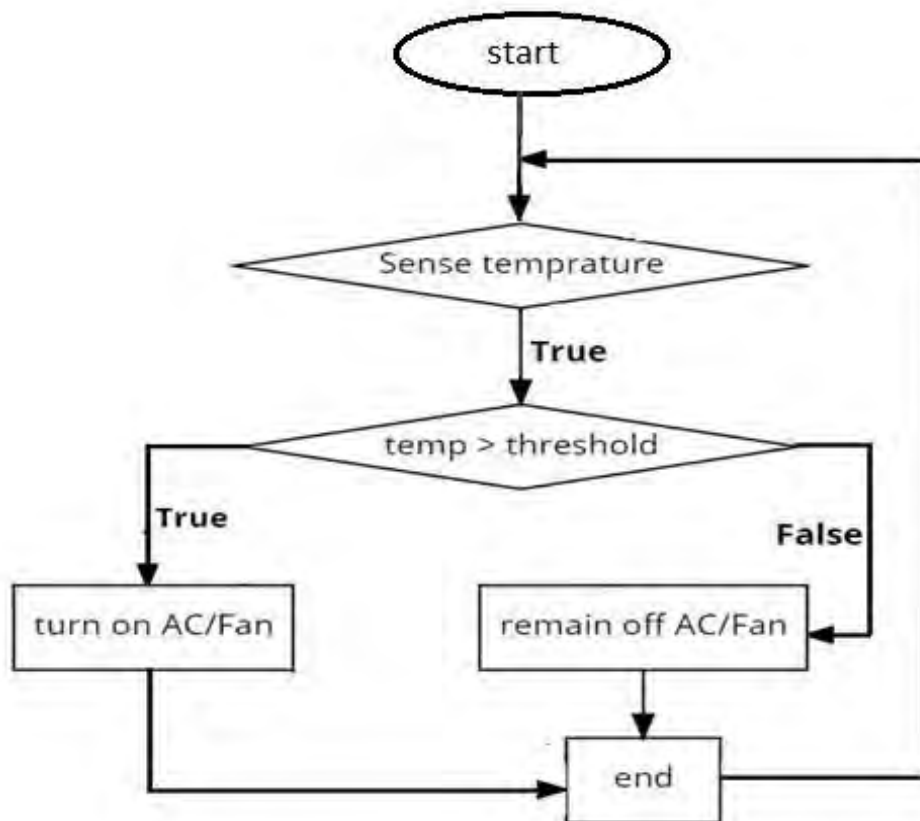 start
Sense temprature
True
temp > threshold
True
False
turn on AC/Fan
remain off AC/Fan
end